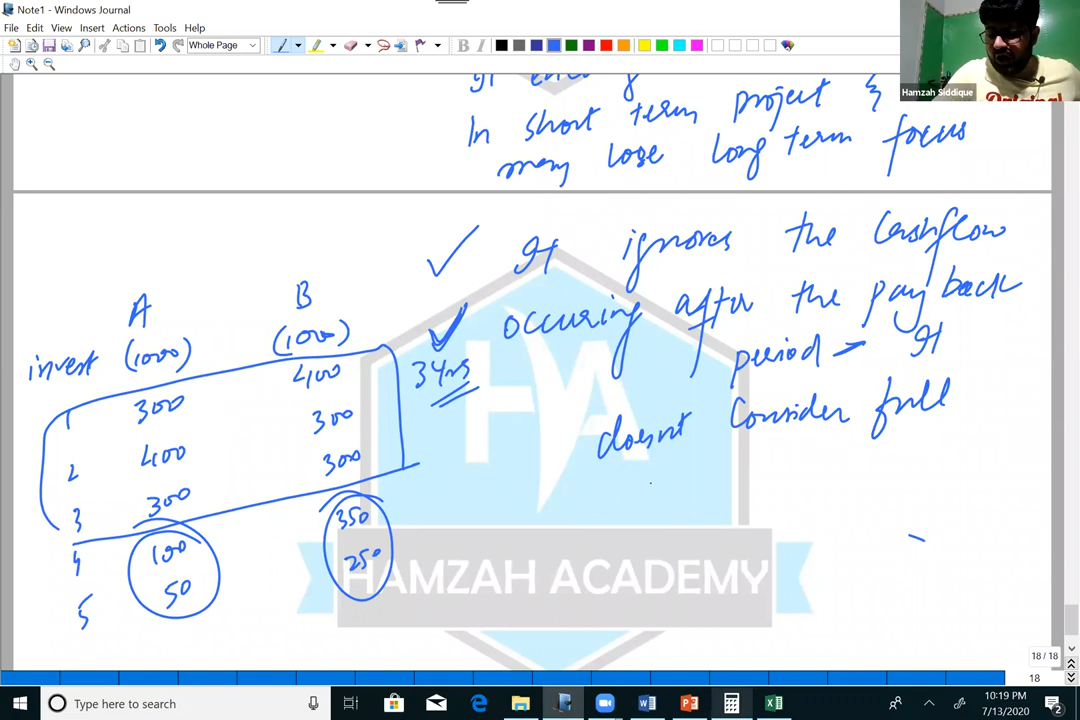 Note1 - Windows Journal
File Edit View Insert Actions Tools Help
Whole Page
B I
Hamzah Siddique
In short term project &
may lose long term focus
It ignores the Cashflow
occuring after the payback
period → It
doesnt Consider full
A B
invest (1000) (1000)
3 yrs
1 300 400
2 400 300
3 300 300
4 100 350
5 50 250
HAMZAH ACADEMY
18 / 18
18
Type here to search
10:19 PM
7/13/2020
2